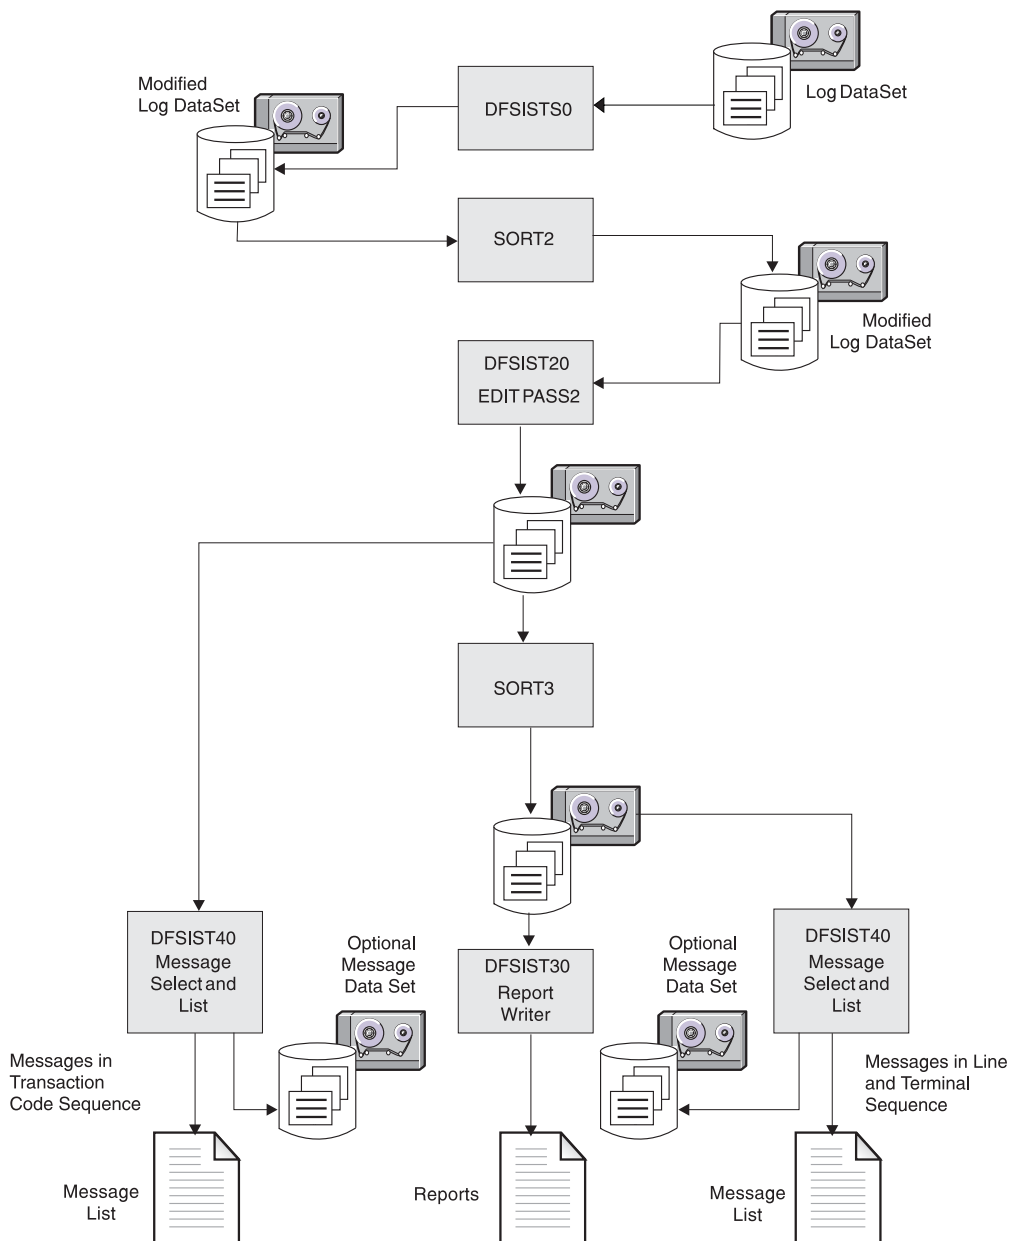 Modified
Log DataSet
DFSISTS0
Log DataSet
SORT2
Modified
Log DataSet
DFSIST20
EDIT PASS2
SORT3
DFSIST40
Message
Select and
List
Optional
Message
Data Set
DFSIST30
Report
Writer
Optional
Message
Data Set
DFSIST40
Message
Select and
List
Messages in
Transaction
Code Sequence
Messages in Line
and Terminal
Sequence
Message
List
Reports
Message
List